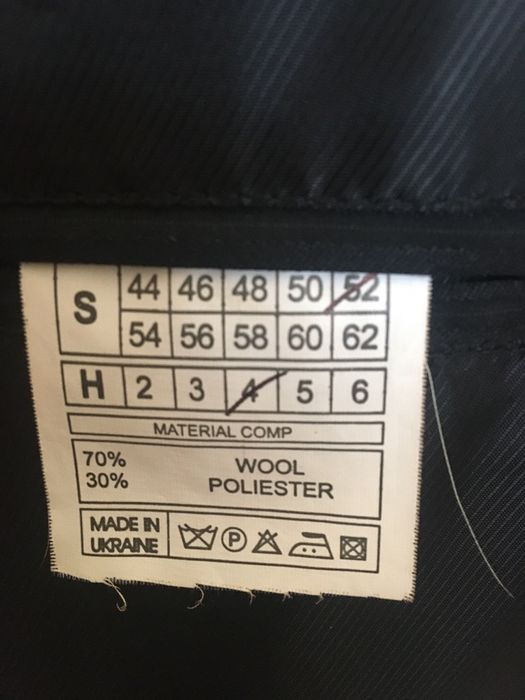 S 44 46 48 50 52
54 56 58 60 62
H 2 3 4 5 6
MATERIAL COMP
70% WOOL
30% POLIESTER
MADE IN
UKRAINE
P